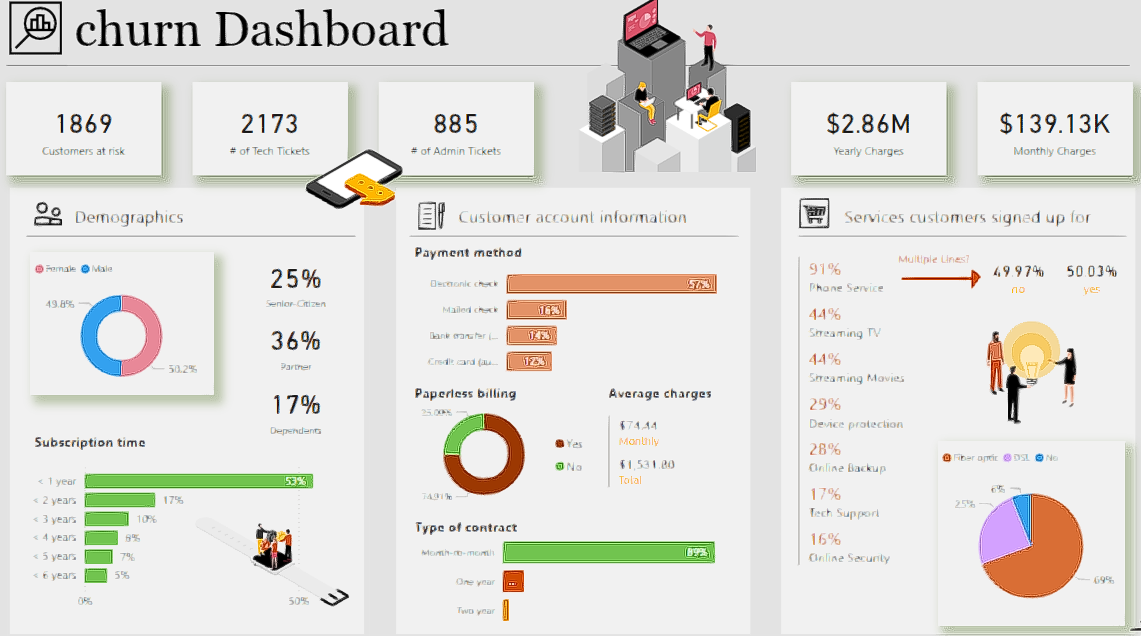 churn Dashboard
1869
Customers at risk
2173
# of Tech Tickets
885
# of Admin Tickets
$2.86M
Yearly Charges
$139.13K
Monthly Charges
Demographics
Female Male
49.8%
50.2%
25%
Senior-Citizen
36%
Partner
17%
Dependents
Subscription time
< 1 year 53%
< 2 years 17%
< 3 years 10%
< 4 years 8%
< 5 years 7%
< 6 years 5%
0% 50%
Customer account information
Payment method
Electronic check 57%
Mailed check 16%
Bank transfer (... 14%
Credit card (au... 12%
Paperless billing
25.09%
74.91%
Yes
No
Average charges
$74.44
Monthly
$1,531.80
Total
Type of contract
Month-to-month 89%
One year ..
Two year
Services customers signed up for
91%
Phone Service
Multiple Lines?
49.97% 50.03%
no yes
44%
Streaming TV
44%
Streaming Movies
29%
Device protection
28%
Online Backup
17%
Tech Support
16%
Online Security
Fiber optic DSL No
6%
25%
69%